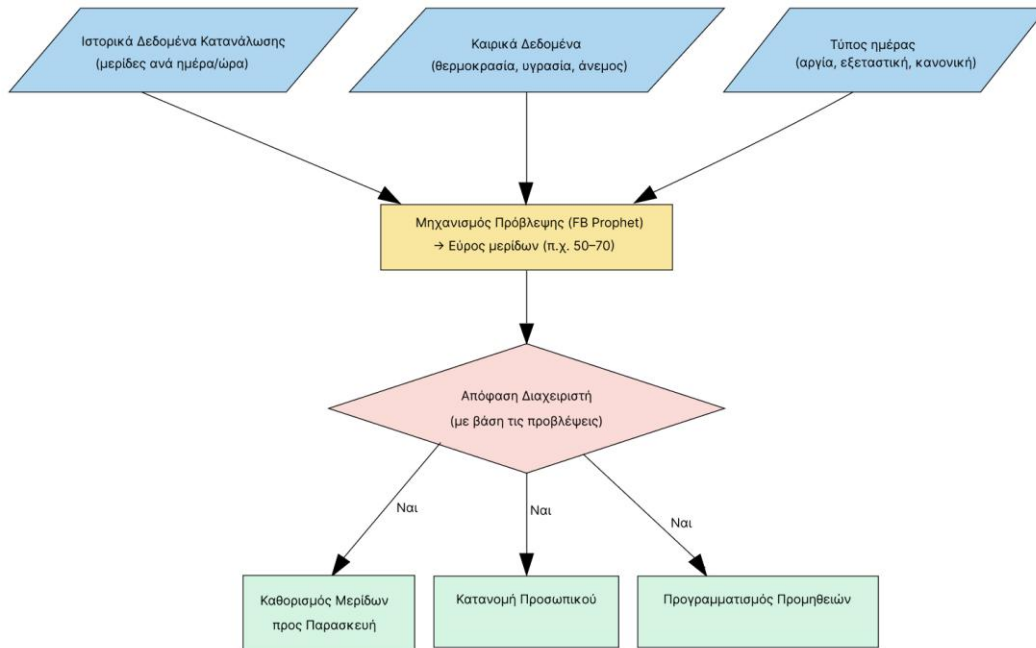 Ιστορικά Δεδομένα Κατανάλωσης
(μερίδες ανά ημέρα/ώρα)
Καιρικά Δεδομένα
(θερμοκρασία, υγρασία, άνεμος)
Τύπος ημέρας
(αργία, εξεταστική, κανονική)
Μηχανισμός Πρόβλεψης (FB Prophet)
→ Εύρος μερίδων (π.χ. 50–70)
Απόφαση Διαχειριστή
(με βάση τις προβλέψεις)
Ναι
Ναι
Ναι
Καθορισμός Μερίδων
προς Παρασκευή
Κατανομή Προσωπικού
Προγραμματισμός Προμηθειών